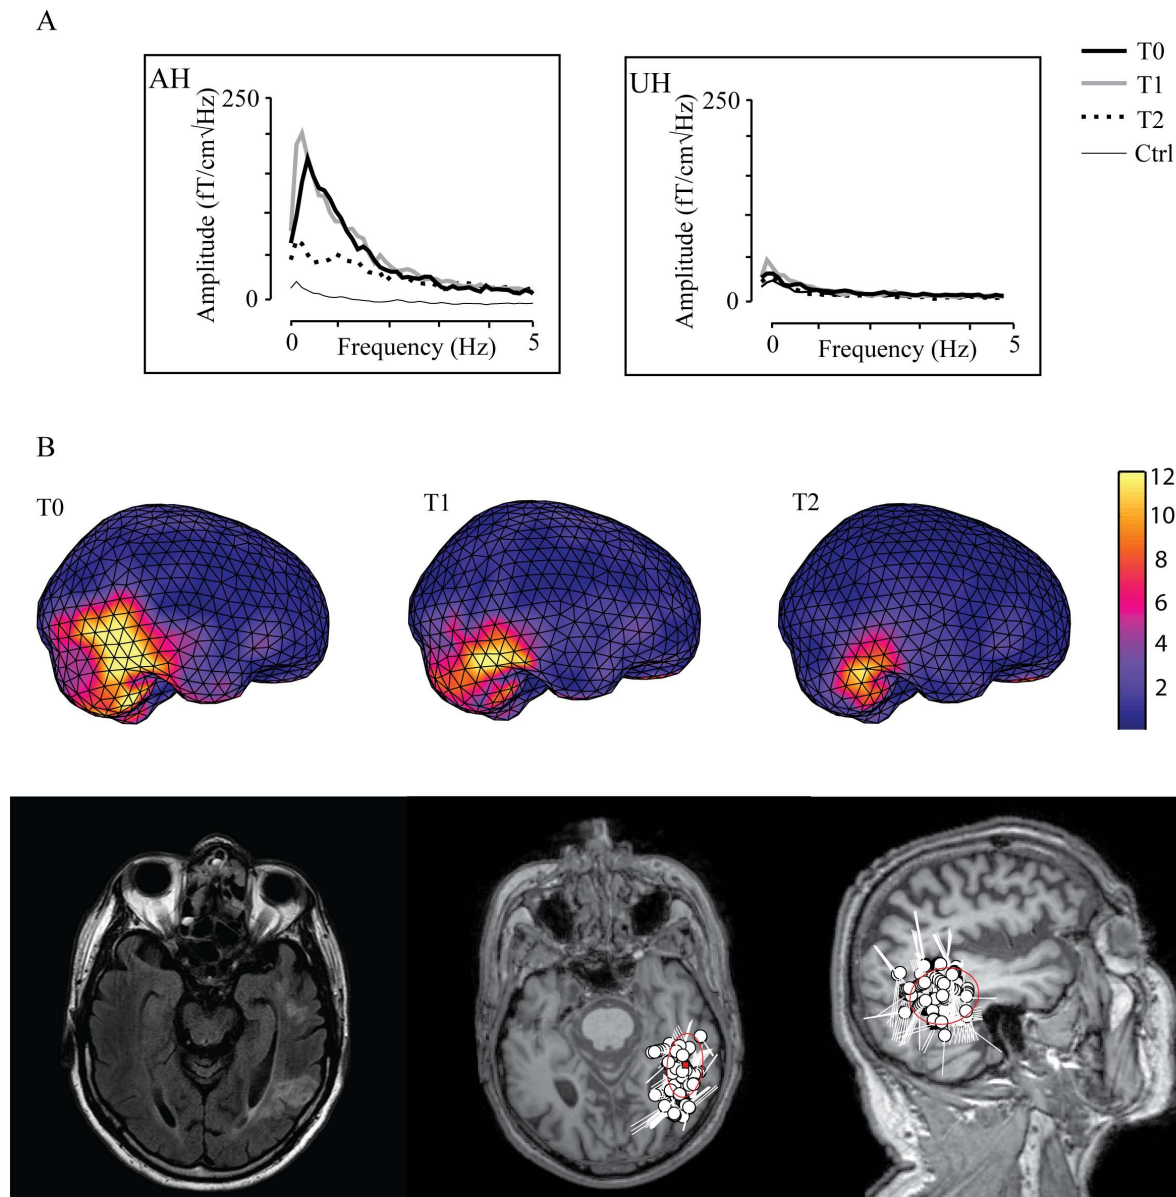 A
AH
250
0
Amplitude (fT/cm√Hz)
0
Frequency (Hz)
5
UH
250
0
Amplitude (fT/cm√Hz)
0
Frequency (Hz)
5
T0
T1
T2
Ctrl
B
T0
T1
T2
12
10
8
6
4
2